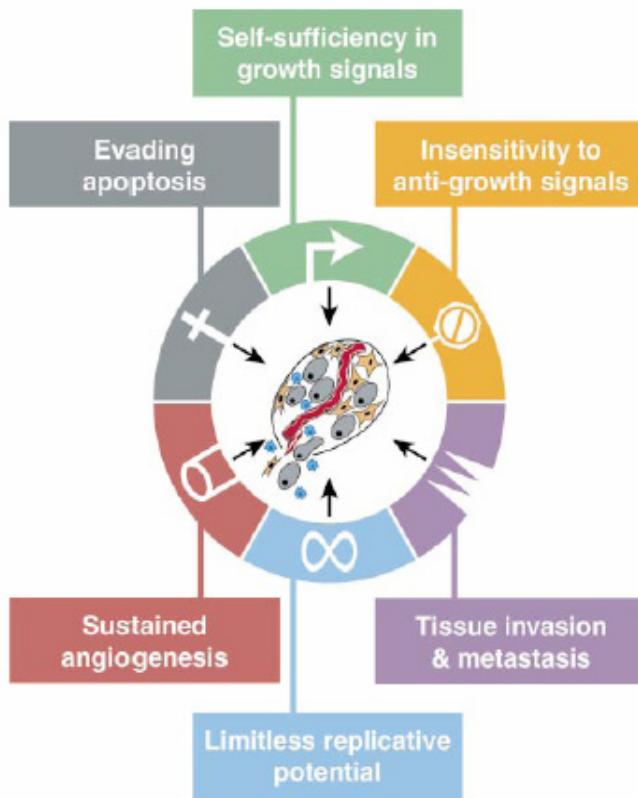 Self-sufficiency in
growth signals
Evading
apoptosis
Insensitivity to
anti-growth signals
Sustained
angiogenesis
Tissue invasion
& metastasis
Limitless replicative
potential